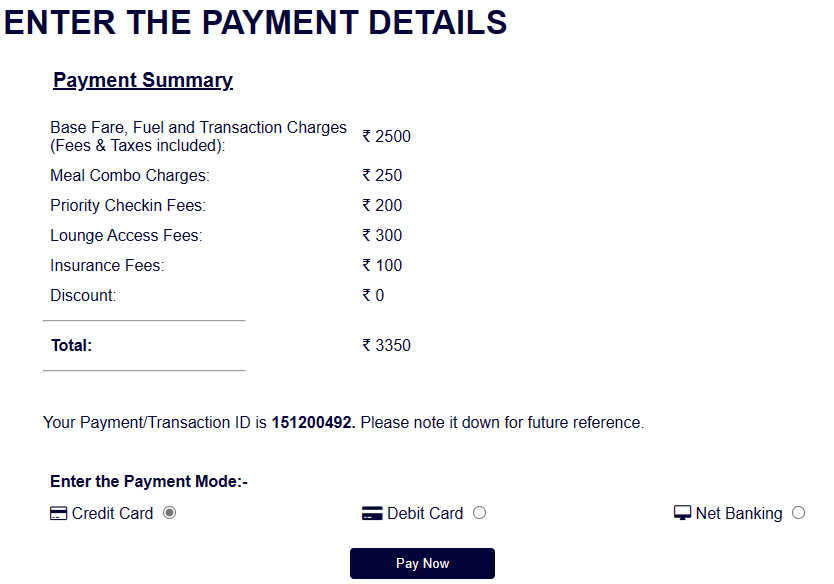 ENTER THE PAYMENT DETAILS
Payment Summary
Base Fare, Fuel and Transaction Charges
(Fees & Taxes included): ₹ 2500
Meal Combo Charges: ₹ 250
Priority Checkin Fees: ₹ 200
Lounge Access Fees: ₹ 300
Insurance Fees: ₹ 100
Discount: ₹ 0
Total: ₹ 3350
Your Payment/Transaction ID is 151200492. Please note it down for future reference.
Enter the Payment Mode:-
Credit Card Debit Card Net Banking
Pay Now